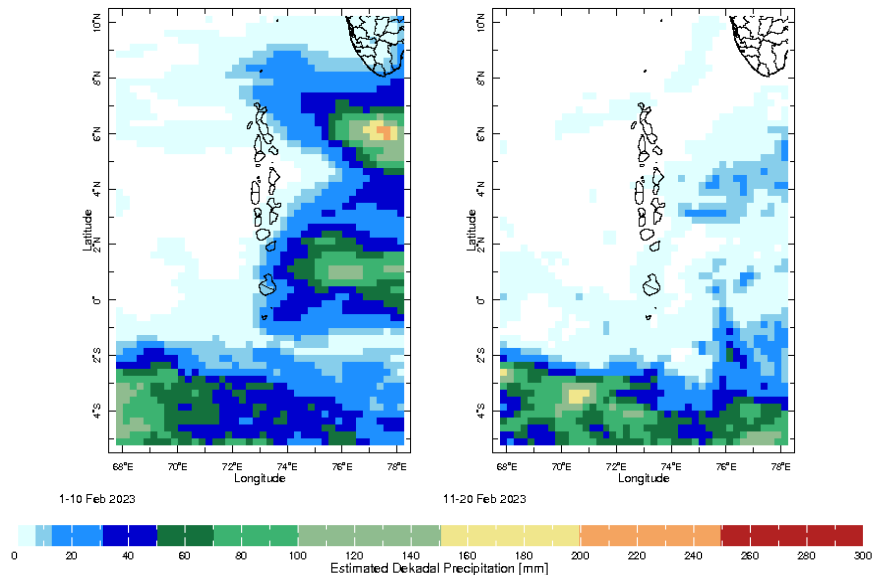 10°N
8°N
6°N
4°N
2°N
0°
2°S
4°S
Latitude
68°E 70°E 72°E 74°E 76°E 78°E
Longitude
10°N
8°N
6°N
4°N
2°N
0°
2°S
4°S
Latitude
68°E 70°E 72°E 74°E 76°E 78°E
Longitude
1-10 Feb 2023
11-20 Feb 2023
0 20 40 60 80 100 120 140 160 180 200 220 240 260 280 300
Estimated Dekadal Precipitation [mm]